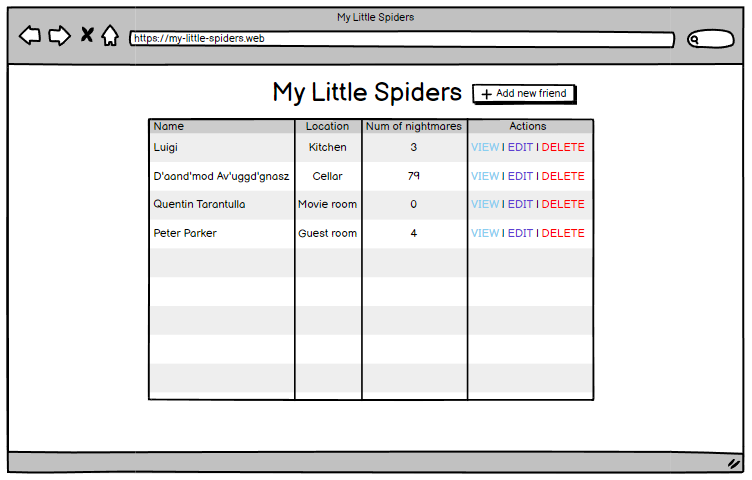 My Little Spiders
https://my-little-spiders.web
My Little Spiders + Add new friend
Name Location Num of nightmares Actions
Luigi Kitchen 3 VIEW | EDIT | DELETE
D'aand'mod Av'uggd'gnasz Cellar 79 VIEW | EDIT | DELETE
Quentin Tarantulla Movie room 0 VIEW | EDIT | DELETE
Peter Parker Guest room 4 VIEW | EDIT | DELETE